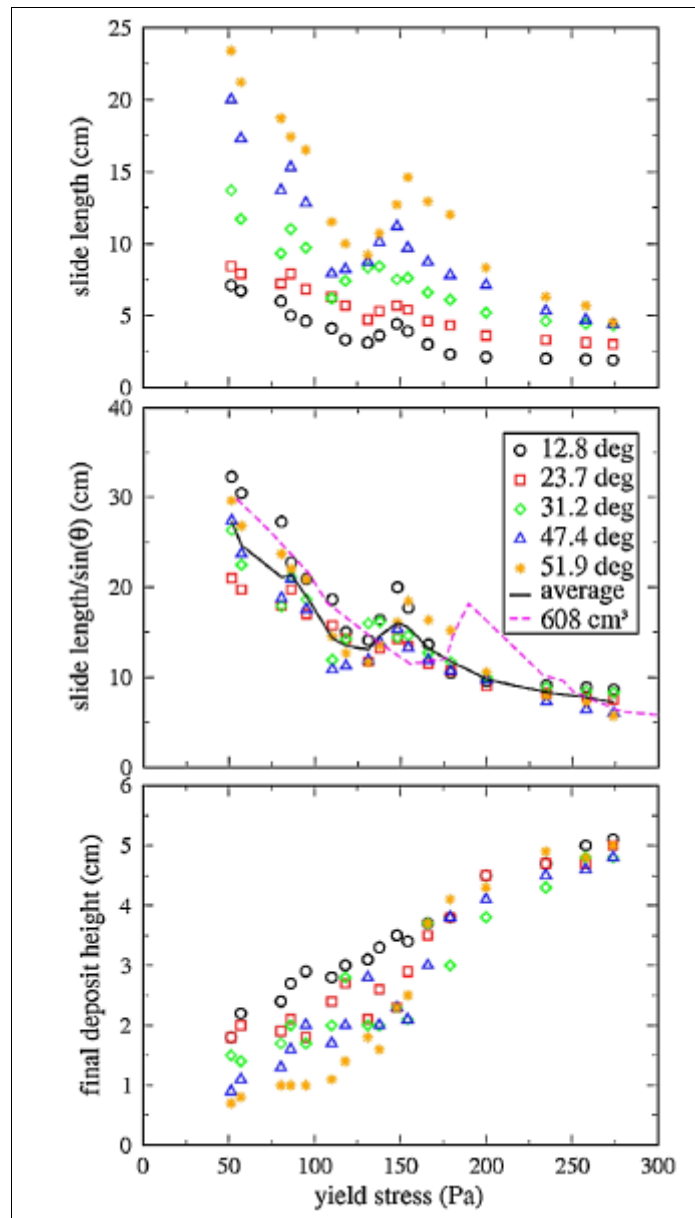 25
20
15
10
5
0
slide length (cm)
40
30
20
10
0
slide length/sin(θ) (cm)
12.8 deg
23.7 deg
31.2 deg
47.4 deg
51.9 deg
average
608 cm³
6
5
4
3
2
1
0
final deposit height (cm)
0 50 100 150 200 250 300
yield stress (Pa)